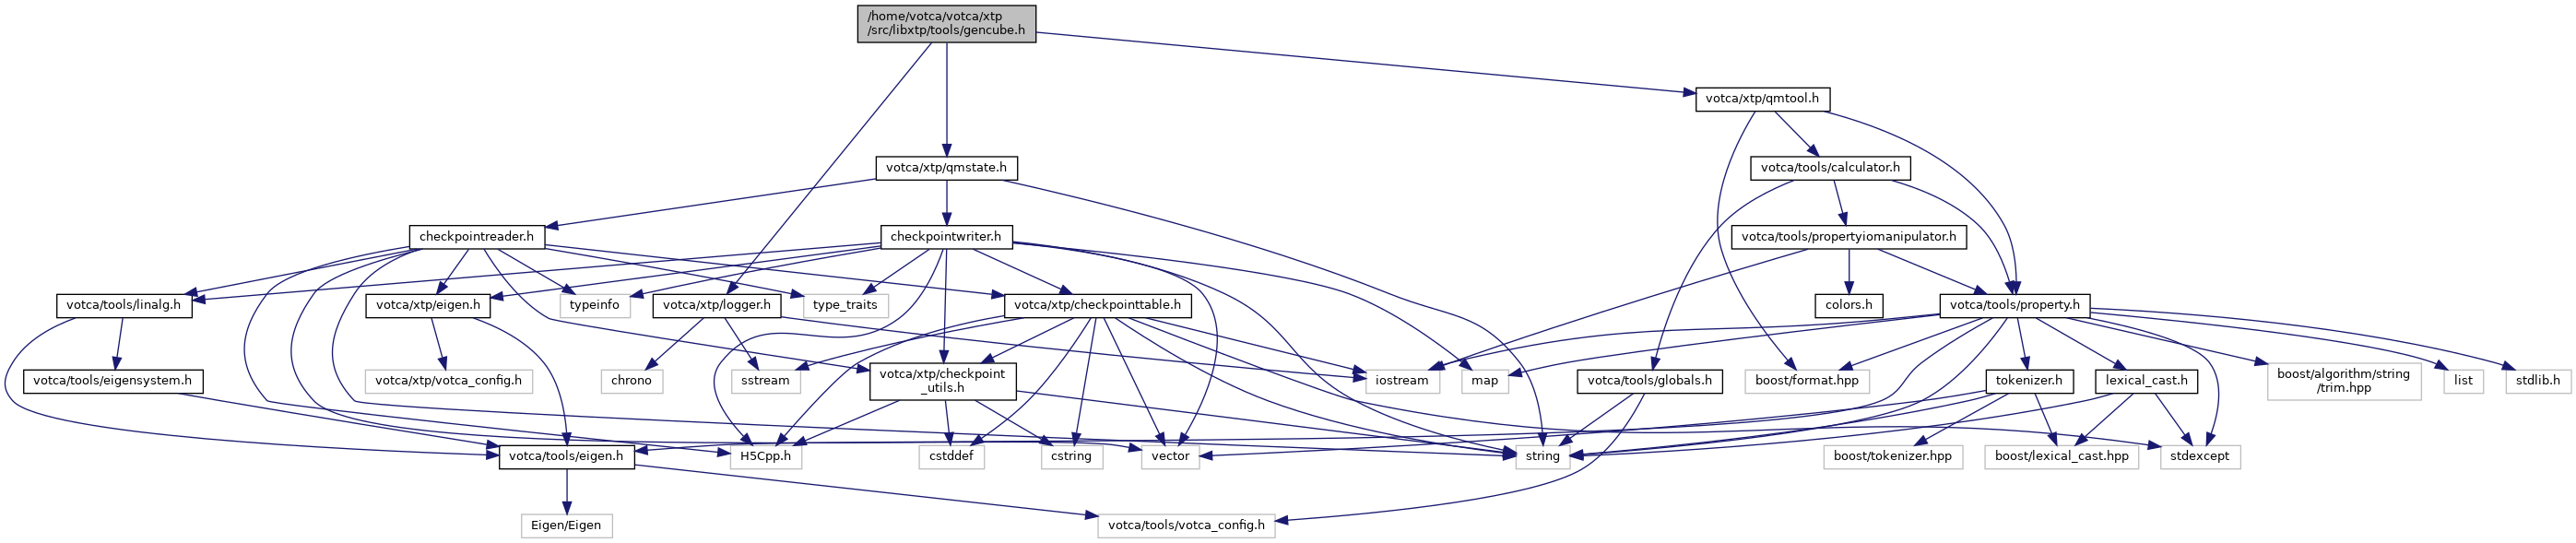 /home/votca/votca/xtp
/src/libxtp/tools/gencube.h
votca/xtp/qmtool.h
votca/xtp/qmstate.h
votca/tools/calculator.h
checkpointreader.h
checkpointwriter.h
votca/tools/propertyiomanipulator.h
votca/tools/linalg.h
votca/xtp/eigen.h
typeinfo
votca/xtp/logger.h
type_traits
votca/xtp/checkpointtable.h
colors.h
votca/tools/property.h
votca/tools/eigensystem.h
votca/xtp/votca_config.h
chrono
sstream
votca/xtp/checkpoint
_utils.h
iostream
map
votca/tools/globals.h
boost/format.hpp
tokenizer.h
lexical_cast.h
boost/algorithm/string
/trim.hpp
list
stdlib.h
votca/tools/eigen.h
H5Cpp.h
cstddef
cstring
vector
string
boost/tokenizer.hpp
boost/lexical_cast.hpp
stdexcept
Eigen/Eigen
votca/tools/votca_config.h